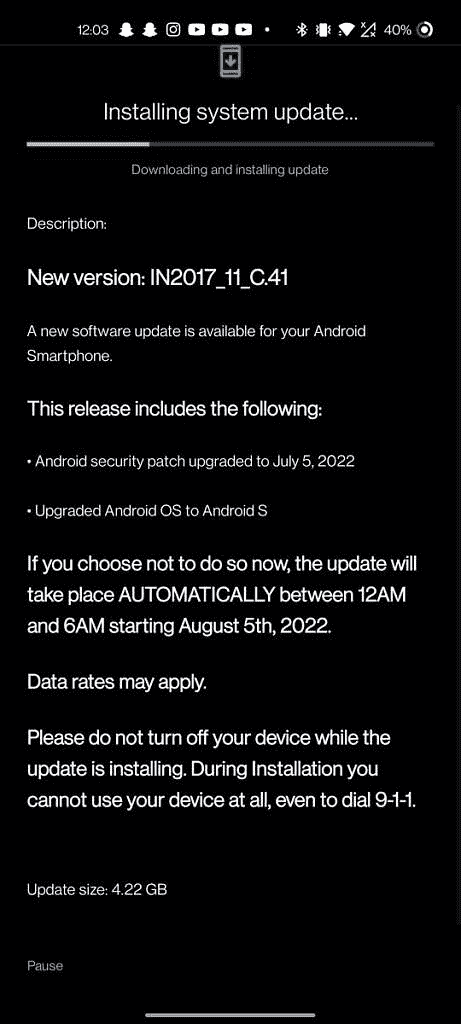 12:03
40%
Installing system update...
Downloading and installing update
Description:
New version: IN2017_11_C.41
A new software update is available for your Android
Smartphone.
This release includes the following:
• Android security patch upgraded to July 5, 2022
• Upgraded Android OS to Android S
If you choose not to do so now, the update will
take place AUTOMATICALLY between 12AM
and 6AM starting August 5th, 2022.
Data rates may apply.
Please do not turn off your device while the
update is installing. During Installation you
cannot use your device at all, even to dial 9-1-1.
Update size: 4.22 GB
Pause